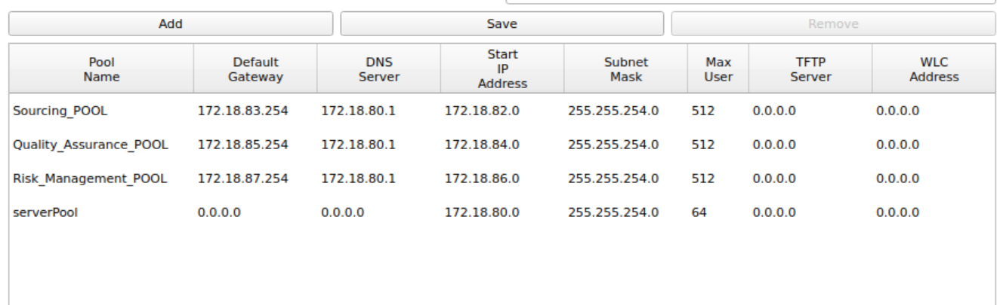 Add Save Remove
Pool Name Default Gateway DNS Server Start IP Address Subnet Mask Max User TFTP Server WLC Address
Sourcing_POOL 172.18.83.254 172.18.80.1 172.18.82.0 255.255.254.0 512 0.0.0.0 0.0.0.0
Quality_Assurance_POOL 172.18.85.254 172.18.80.1 172.18.84.0 255.255.254.0 512 0.0.0.0 0.0.0.0
Risk_Management_POOL 172.18.87.254 172.18.80.1 172.18.86.0 255.255.254.0 512 0.0.0.0 0.0.0.0
serverPool 0.0.0.0 0.0.0.0 172.18.80.0 255.255.254.0 64 0.0.0.0 0.0.0.0